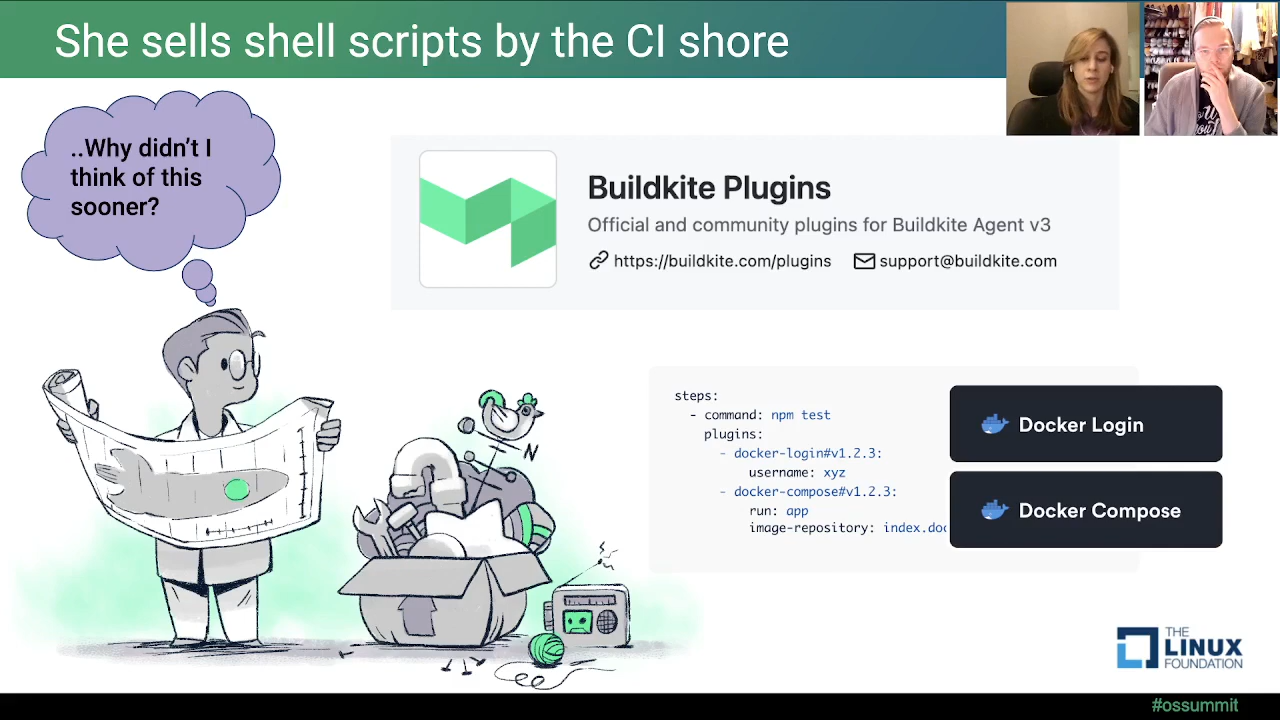 She sells shell scripts by the CI shore
..Why didn't I
think of this
sooner?
Buildkite Plugins
Official and community plugins for Buildkite Agent v3
https://buildkite.com/plugins support@buildkite.com
steps:
- command: npm test
plugins:
- docker-login#v1.2.3:
username: xyz
- docker-compose#v1.2.3:
run: app
image-repository: index.doc
Docker Login
Docker Compose
N
THE
LINUX
FOUNDATION
#ossummit